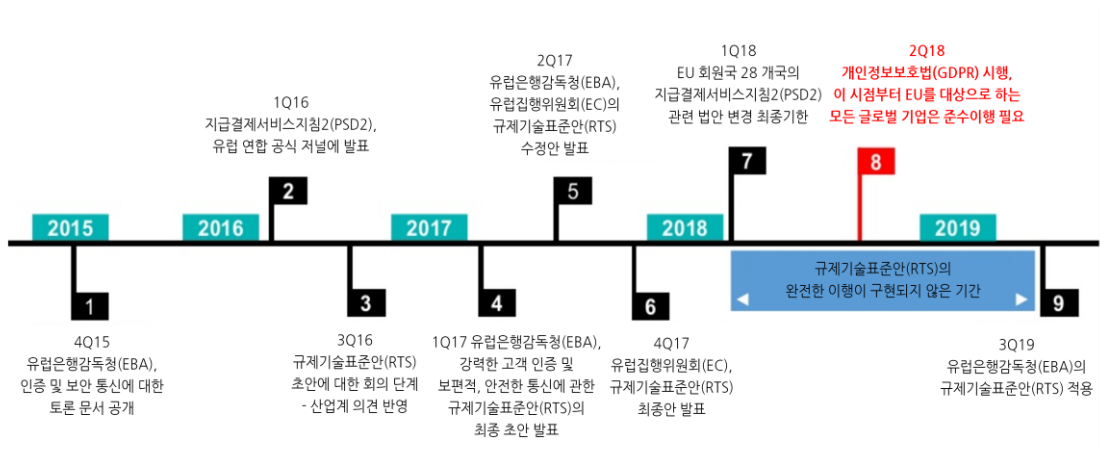 2Q17
유럽은행감독청(EBA),
유럽집행위원회(EC)의
규제기술표준안(RTS)
수정안 발표
1Q18
EU 회원국 28 개국의
지급결제서비스지침2(PSD2)
관련 법안 변경 최종기한
2Q18
개인정보보호법(GDPR) 시행,
이 시점부터 EU를 대상으로 하는
모든 글로벌 기업은 준수이행 필요
1Q16
지급결제서비스지침2(PSD2),
유럽 연합 공식 저널에 발표
2
5
7
8
2015
2016
2017
2018
2019
규제기술표준안(RTS)의
완전한 이행이 구현되지 않은 기간
1
3
4
6
9
4Q15
유럽은행감독청(EBA),
인증 및 보안 통신에 대한
토론 문서 공개
3Q16
규제기술표준안(RTS)
초안에 대한 회의 단계
- 산업계 의견 반영
1Q17 유럽은행감독청(EBA),
강력한 고객 인증 및
보편적, 안전한 통신에 관한
규제기술표준안(RTS)의
최종 초안 발표
4Q17
유럽집행위원회(EC),
규제기술표준안(RTS)
최종안 발표
3Q19
유럽은행감독청(EBA)의
규제기술표준안(RTS) 적용